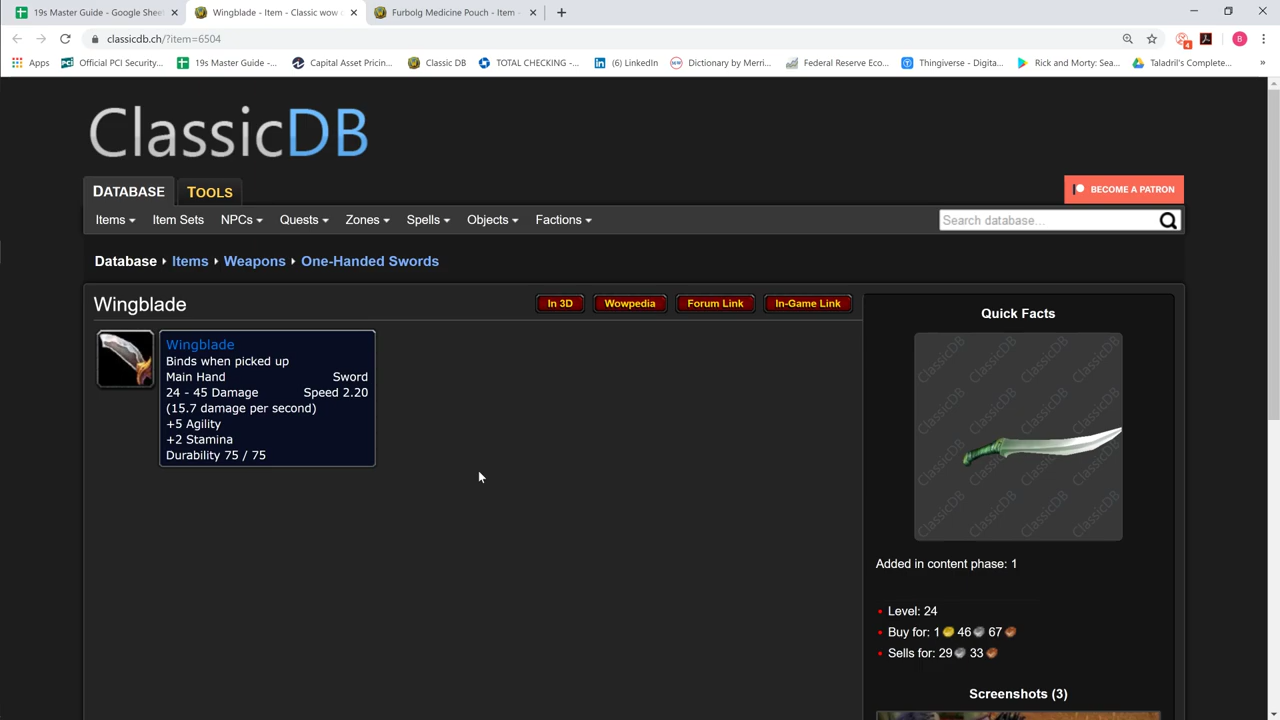 19s Master Guide - Google Sheet
Wingblade - Item - Classic wow d
Furbolg Medicine Pouch - Item -
classicdb.ch/?item=6504
4
B
Apps
Official PCI Security...
19s Master Guide -...
Capital Asset Pricin...
Classic DB
TOTAL CHECKING -...
(6) LinkedIn
Dictionary by Merri...
Federal Reserve Eco...
Thingiverse - Digita...
Rick and Morty: Sea...
Taladril's Complete...
ClassicDB
DATABASE
TOOLS
BECOME A PATRON
Items
Item Sets
NPCs
Quests
Zones
Spells
Objects
Factions
Search database...
Database
Items
Weapons
One-Handed Swords
Wingblade
In 3D
Wowpedia
Forum Link
In-Game Link
Quick Facts
Wingblade
Binds when picked up
Main Hand Sword
24 - 45 Damage Speed 2.20
(15.7 damage per second)
+5 Agility
+2 Stamina
Durability 75 / 75
Added in content phase: 1
Level: 24
Buy for: 1 46 67
Sells for: 29 33
Screenshots (3)